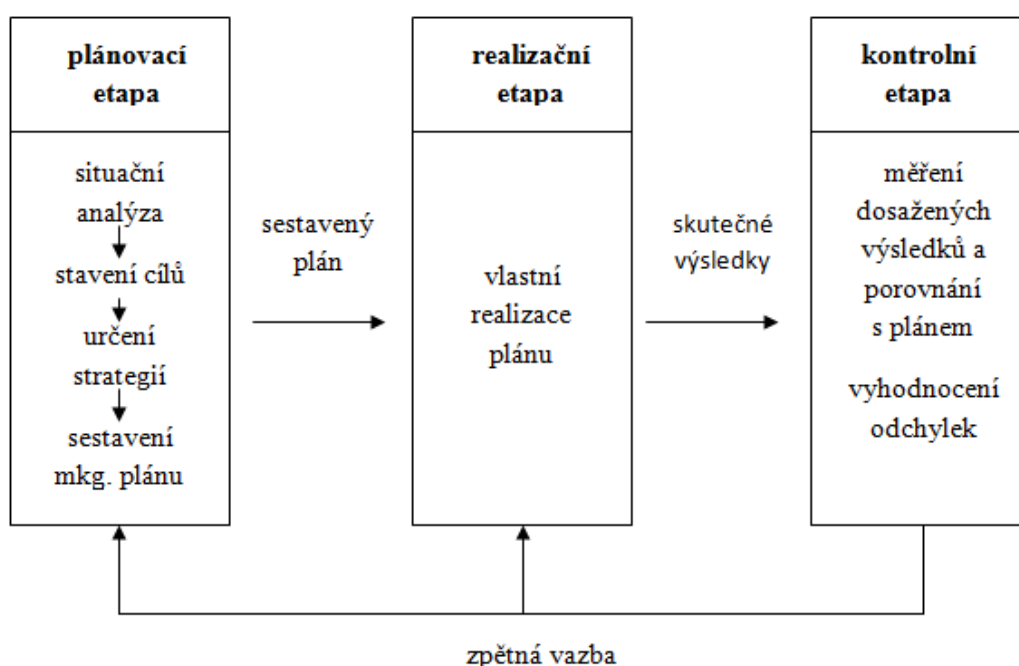 plánovací
etapa
situační
analýza
stavení cílů
určení
strategií
sestavení
mkg. plánu
sestavený
plán
realizační
etapa
vlastní
realizace
plánu
skutečné
výsledky
kontrolní
etapa
měření
dosažených
výsledků a
porovnání
s plánem
vyhodnocení
odchylek
zpětná vazba